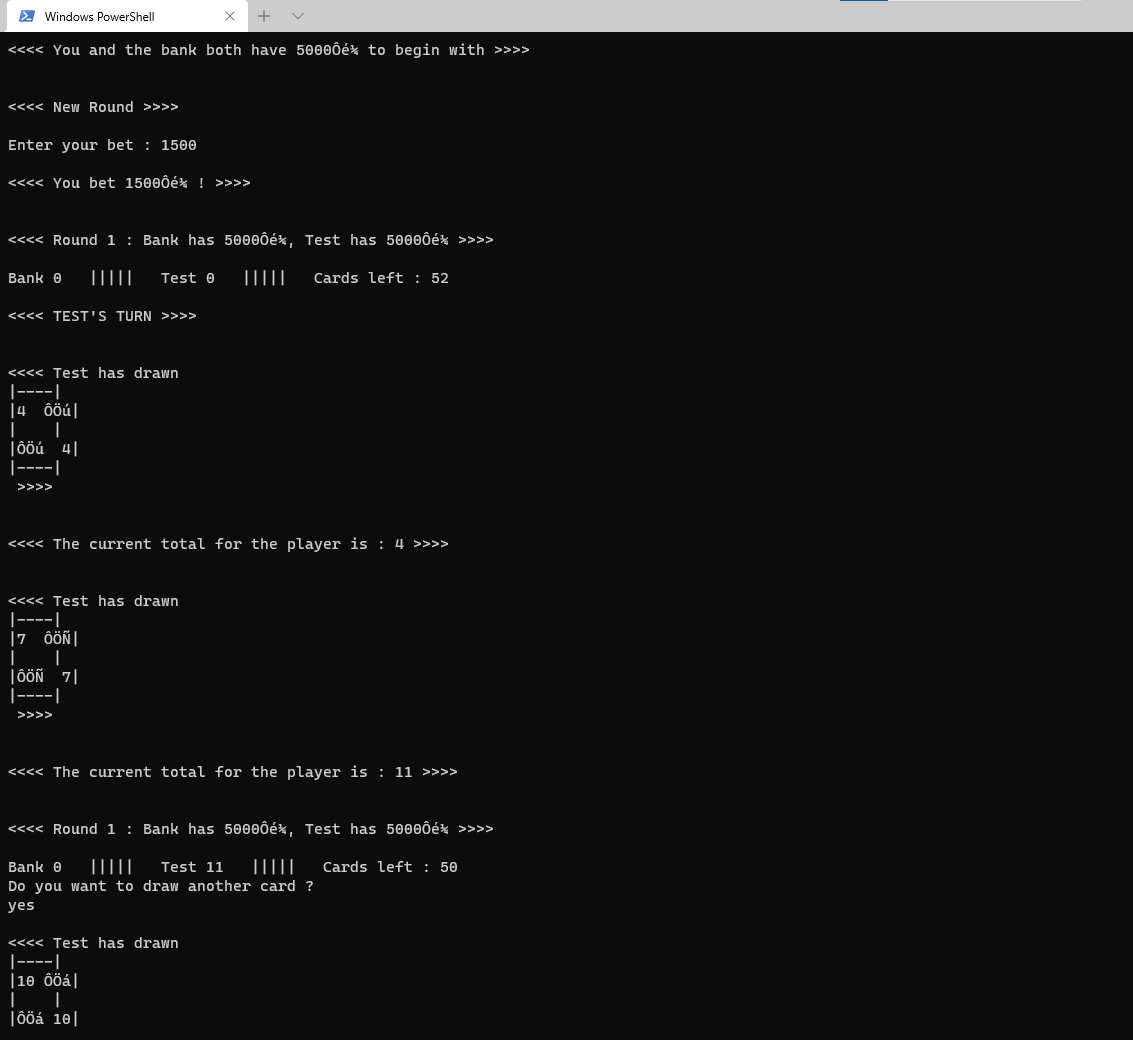 Windows PowerShell
<<<< You and the bank both have 5000Ôé¼ to begin with >>>>
<<<< New Round >>>>
Enter your bet : 1500
<<<< You bet 1500Ôé¼ ! >>>>
<<<< Round 1 : Bank has 5000Ôé¼, Test has 5000Ôé¼ >>>>
Bank 0   |||||   Test 0   |||||   Cards left : 52
<<<< TEST'S TURN >>>>
<<<< Test has drawn
|----|
|4  ÔÖú|
|    |
|ÔÖú  4|
|----|
 >>>>
<<<< The current total for the player is : 4 >>>>
<<<< Test has drawn
|----|
|7  ÔÖÑ|
|    |
|ÔÖÑ  7|
|----|
 >>>>
<<<< The current total for the player is : 11 >>>>
<<<< Round 1 : Bank has 5000Ôé¼, Test has 5000Ôé¼ >>>>
Bank 0   |||||   Test 11   |||||   Cards left : 50
Do you want to draw another card ?
yes
<<<< Test has drawn
|----|
|10 ÔÖá|
|    |
|ÔÖá 10|